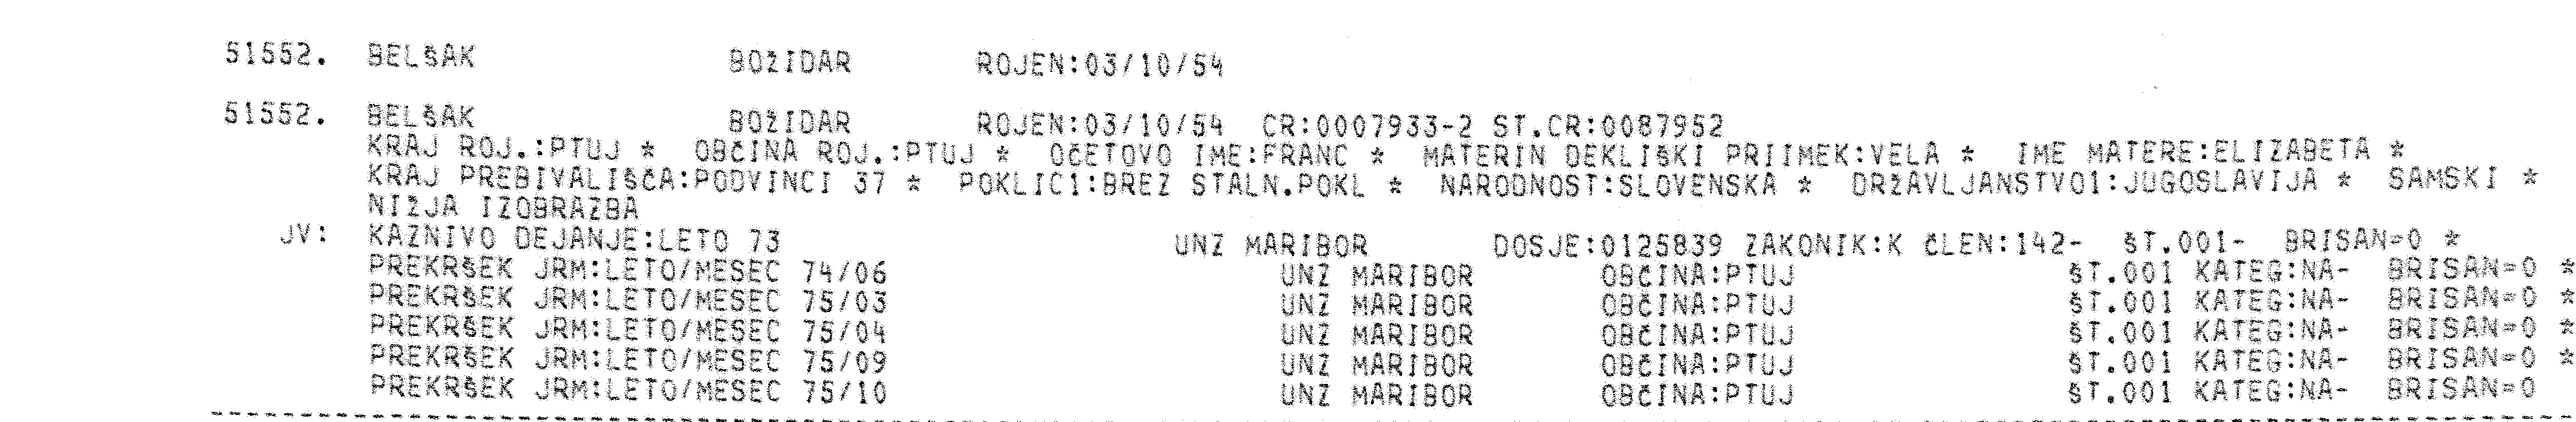 51552. BELŠAK BOŽIDAR ROJEN:03/10/54
51552. BELŠAK BOŽIDAR ROJEN:03/10/54 CR:0007933-2 ST.CR:0087952
KRAJ ROJ.:PTUJ * OBČINA ROJ.:PTUJ * OČETOVO IME:FRANC * MATERIN DEKLIŠKI PRIIMEK:VELA * IME MATERE:ELIZABETA *
KRAJ PREBIVALIŠČA:PODVINCI 37 * POKLIC1:BREZ STALN.POKL * NARODNOST:SLOVENSKA * DRŽAVLJANSTVO1:JUGOSLAVIJA * SAMSKI *
NIŽJA IZOBRAZBA
JV: KAZNIVO DEJANJE:LETO 73 UNZ MARIBOR DOSJE:0125839 ZAKONIK:K ČLEN:142- ŠT.001- BRISAN=0 *
PREKRŠEK JRM:LETO/MESEC 74/06 UNZ MARIBOR OBČINA:PTUJ ŠT.001 KATEG:NA- BRISAN=0 *
PREKRŠEK JRM:LETO/MESEC 75/03 UNZ MARIBOR OBČINA:PTUJ ŠT.001 KATEG:NA- BRISAN=0 *
PREKRŠEK JRM:LETO/MESEC 75/04 UNZ MARIBOR OBČINA:PTUJ ŠT.001 KATEG:NA- BRISAN=0 *
PREKRŠEK JRM:LETO/MESEC 75/09 UNZ MARIBOR OBČINA:PTUJ ŠT.001 KATEG:NA- BRISAN=0 *
PREKRŠEK JRM:LETO/MESEC 75/10 UNZ MARIBOR OBČINA:PTUJ ŠT.001 KATEG:NA- BRISAN=0